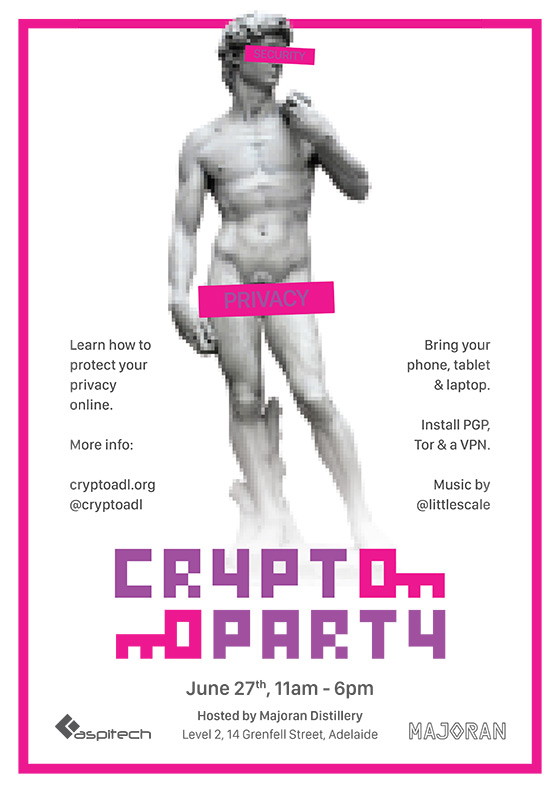 SECURITY
PRIVACY
Learn how to
protect your
privacy
online.
More info:
cryptoadl.org
@cryptoadl
Bring your
phone, tablet
& laptop.
Install PGP,
Tor & a VPN.
Music by
@littlescale
CRYPTO
PARTY
June 27th, 11am - 6pm
Hosted by Majoran Distillery
Level 2, 14 Grenfell Street, Adelaide
aspitech
MAJORAN